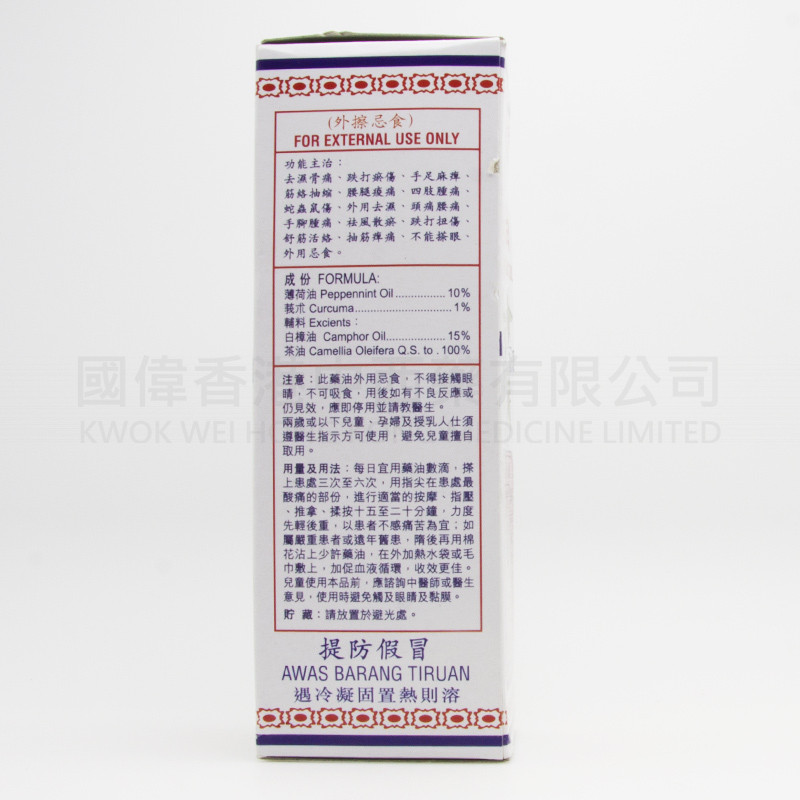 (外擦忌食)
FOR EXTERNAL USE ONLY
功能主治：
去濕骨痛、跌打瘀傷、手足麻痺、
筋絡抽縮、腰腿痠痛、四肢腫痛、
蛇蟲鼠傷、外用去濕、頭痛腰痛、
手腳腫痛、祛風散瘀、跌打扭傷、
舒筋活絡、抽筋痺痛、不能搽眼、
外用忌食。
成份 FORMULA:
薄荷油 Peppennint Oil ................ 10%
莪朮 Curcuma ............................... 1%
輔料 Excients：
白樟油 Camphor Oil ................... 15%
茶油 Camellia Oleifera Q.S. to . 100%
注意：此藥油外用忌食，不得接觸眼
睛，不可吸食，用後如有不良反應或
仍見效，應即停用並請教醫生。
兩歲或以下兒童、孕婦及授乳人仕須
遵醫生指示方可使用，避免兒童擅自
取用。
用量及用法：每日宜用藥油數滴，搽
上患處三次至六次，用指尖在患處最
酸痛的部份，進行適當的按摩、指壓
、推拿、揉按十五至二十分鐘，力度
先輕後重，以患者不感痛苦為宜；如
屬嚴重患者或遠年舊患，隋後再用棉
花沾上少許藥油，在外加熱水袋或毛
巾敷上，加促血液循環，收效更佳。
兒童使用本品前，應諮詢中醫師或醫生
意見，使用時避免觸及眼睛及黏膜。
貯 藏：請放置於避光處。
提防假冒
AWAS BARANG TIRUAN
遇冷凝固置熱則溶
國偉香港 有限公司
KWOK WEI HO MEDICINE LIMITED